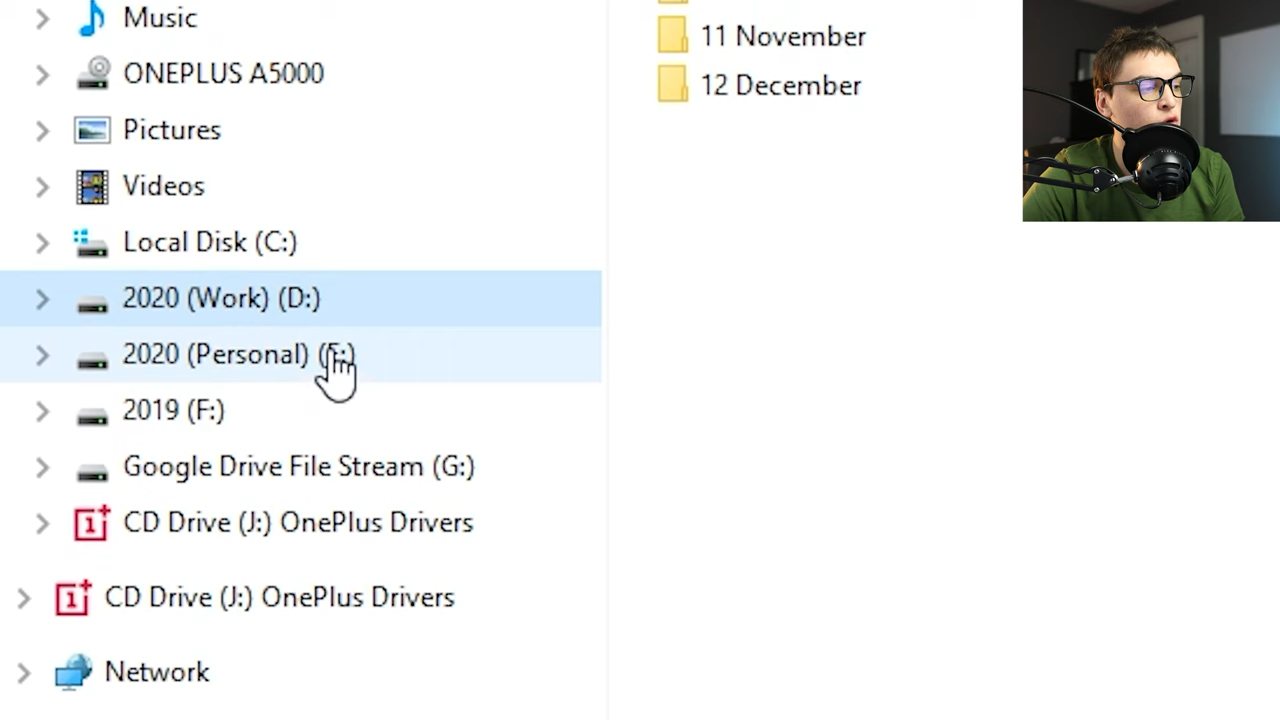 Music
ONEPLUS A5000
Pictures
Videos
Local Disk (C:)
2020 (Work) (D:)
2020 (Personal) (E:)
2019 (F:)
Google Drive File Stream (G:)
CD Drive (J:) OnePlus Drivers
CD Drive (J:) OnePlus Drivers
Network
11 November
12 December